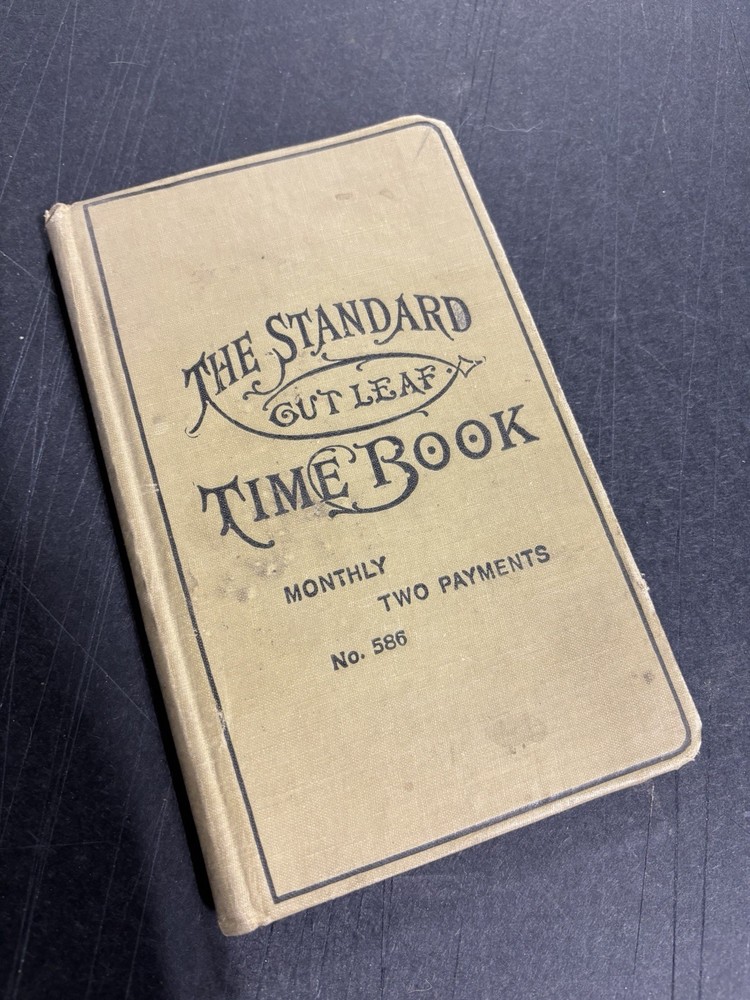 THE STANDARD
CUT LEAF
TIME BOOK
MONTHLY
TWO PAYMENTS
No. 586